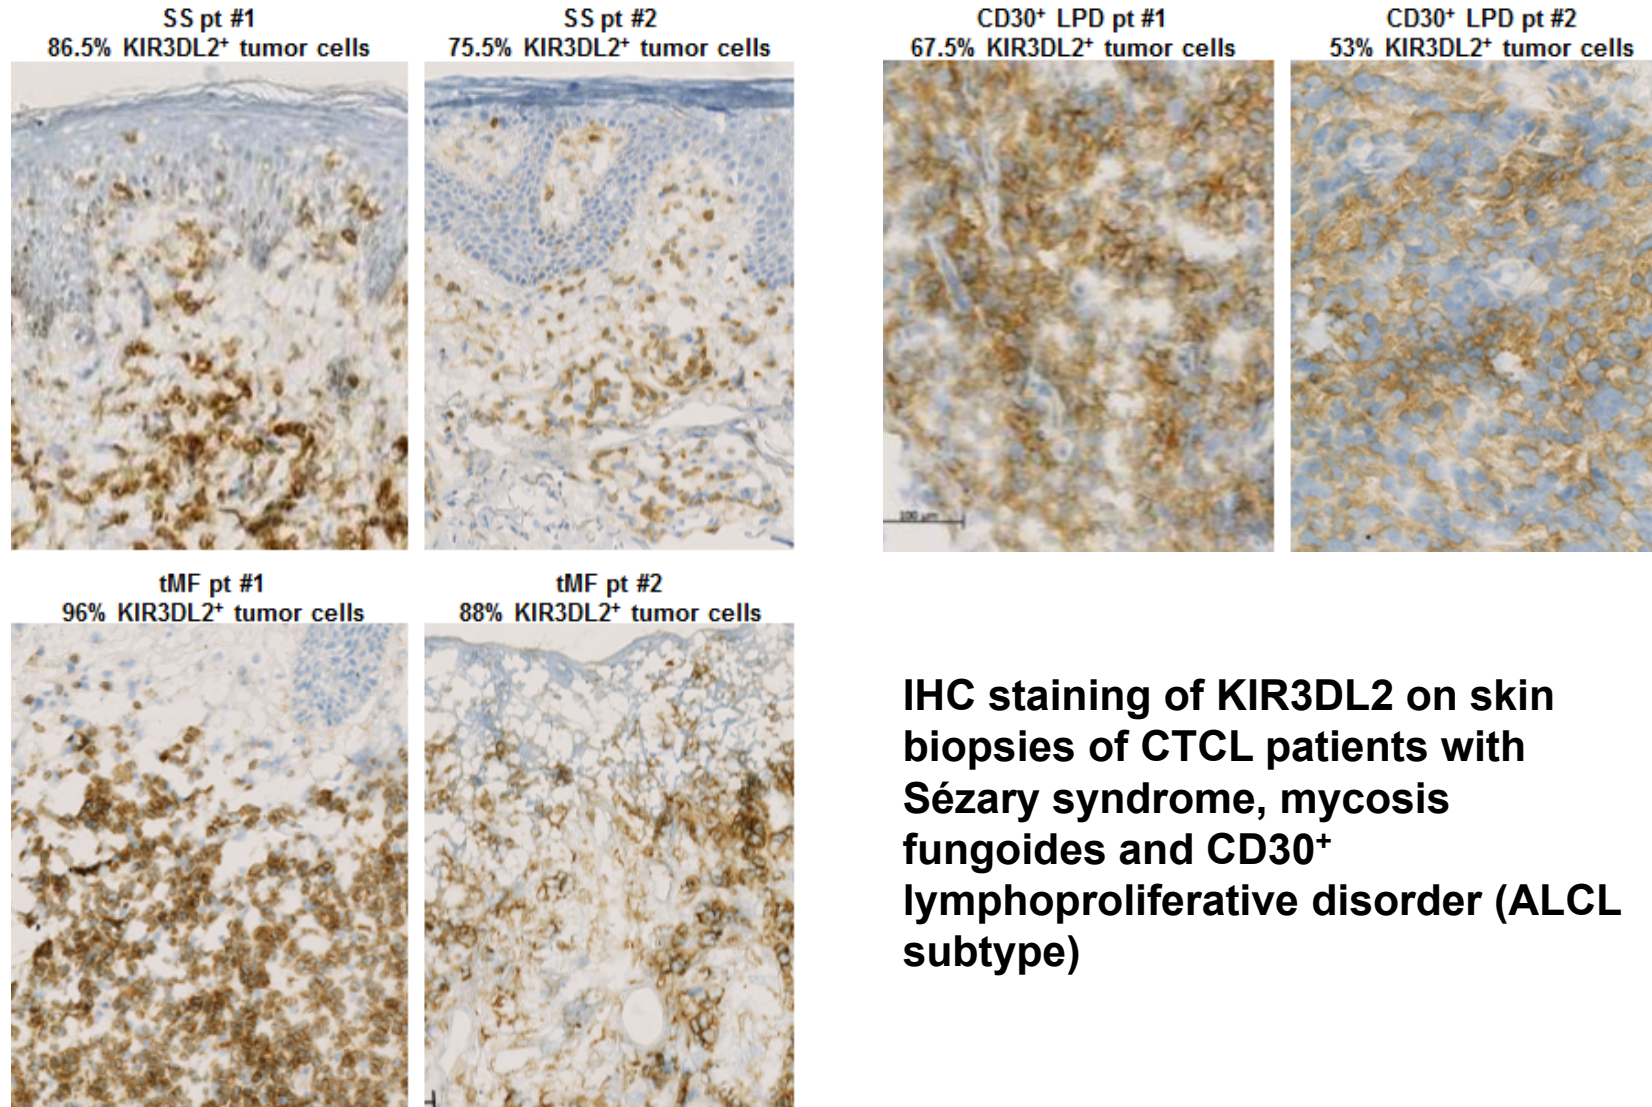 SS pt #1
86.5% KIR3DL2⁺ tumor cells
SS pt #2
75.5% KIR3DL2⁺ tumor cells
CD30⁺ LPD pt #1
67.5% KIR3DL2⁺ tumor cells
CD30⁺ LPD pt #2
53% KIR3DL2⁺ tumor cells
100 µm
tMF pt #1
96% KIR3DL2⁺ tumor cells
tMF pt #2
88% KIR3DL2⁺ tumor cells
IHC staining of KIR3DL2 on skin
biopsies of CTCL patients with
Sézary syndrome, mycosis
fungoides and CD30⁺
lymphoproliferative disorder (ALCL
subtype)